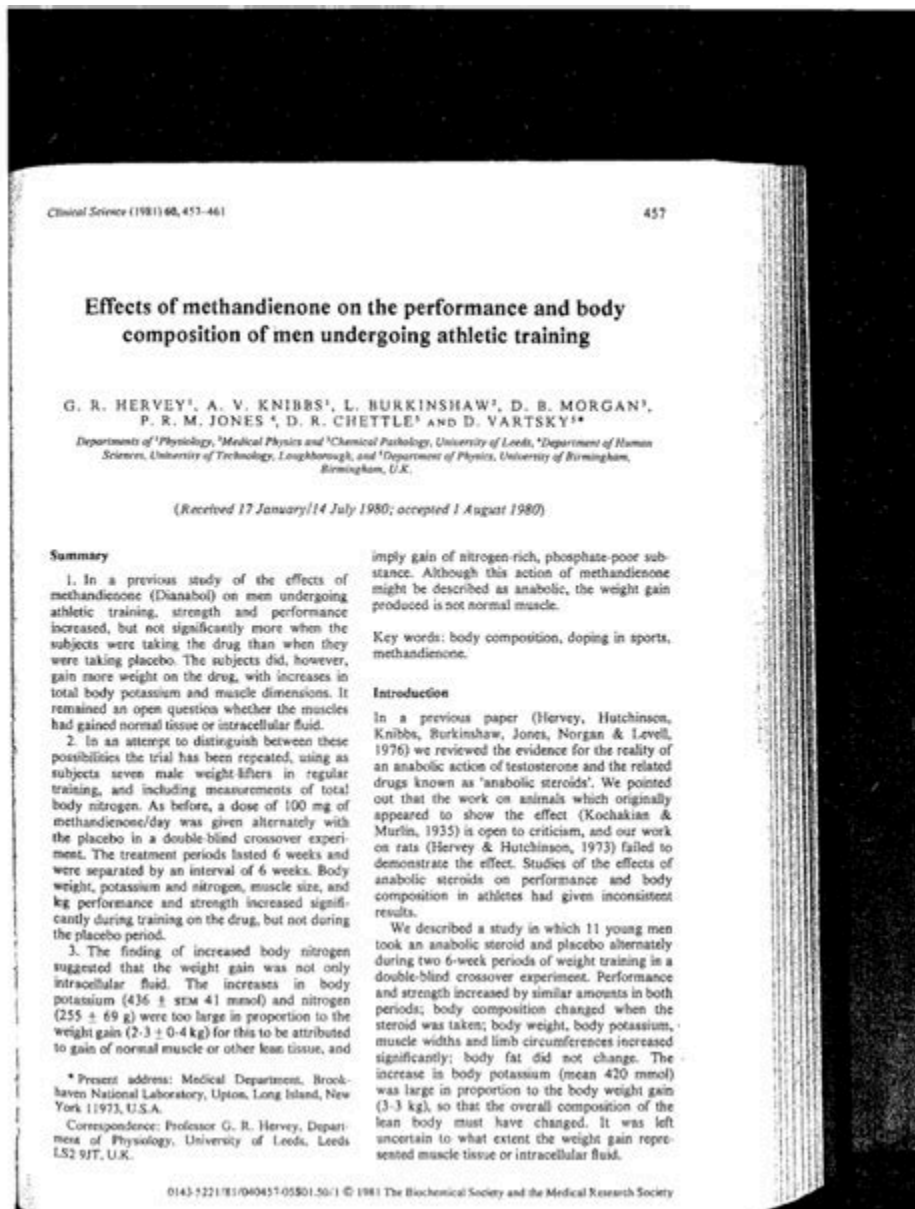 Clinical Science (1981) 60, 457-461
457
Effects of methandienone on the performance and body
composition of men undergoing athletic training
G. R. HERVEY¹, A. V. KNIBBS¹, L. BURKINSHAW², D. B. MORGAN³,
P. R. M. JONES ⁴, D. R. CHETTLE⁵ AND D. VARTSKY⁵*
Departments of ¹Physiology, ²Medical Physics and ³Chemical Pathology, University of Leeds, ⁴Department of Human
Sciences, University of Technology, Loughborough, and ⁵Department of Physics, University of Birmingham,
Birmingham, U.K.
(Received 17 January/14 July 1980; accepted 1 August 1980)
Summary
1. In a previous study of the effects of
methandienone (Dianabol) on men undergoing
athletic training, strength and performance
increased, but not significantly more when the
subjects were taking the drug than when they
were taking placebo. The subjects did, however,
gain more weight on the drug, with increases in
total body potassium and muscle dimensions. It
remained an open question whether the muscles
had gained normal tissue or intracellular fluid.
2. In an attempt to distinguish between these
possibilities the trial has been repeated, using as
subjects seven male weight-lifters in regular
training, and including measurements of total
body nitrogen. As before, a dose of 100 mg of
methandienone/day was given alternately with
the placebo in a double-blind crossover experi-
ment. The treatment periods lasted 6 weeks and
were separated by an interval of 6 weeks. Body
weight, potassium and nitrogen, muscle size, and
leg performance and strength increased signifi-
cantly during training on the drug, but not during
the placebo period.
3. The finding of increased body nitrogen
suggested that the weight gain was not only
intracellular fluid. The increases in body
potassium (436 ± SEM 41 mmol) and nitrogen
(255 ± 69 g) were too large in proportion to the
weight gain (2·3 ± 0·4 kg) for this to be attributed
to gain of normal muscle or other lean tissue, and
* Present address: Medical Department, Brook-
haven National Laboratory, Upton, Long Island, New
York 11973, U.S.A.
Correspondence: Professor G. R. Hervey, Depart-
ment of Physiology, University of Leeds, Leeds
LS2 9JT, U.K.
imply gain of nitrogen-rich, phosphate-poor sub-
stance. Although this action of methandienone
might be described as anabolic, the weight gain
produced is not normal muscle.
Key words: body composition, doping in sports,
methandienone.
Introduction
In a previous paper (Hervey, Hutchinson,
Knibbs, Burkinshaw, Jones, Norgan & Levell,
1976) we reviewed the evidence for the reality of
an anabolic action of testosterone and the related
drugs known as 'anabolic steroids'. We pointed
out that the work on animals which originally
appeared to show the effect (Kochakian &
Murlin, 1935) is open to criticism, and our work
on rats (Hervey & Hutchinson, 1973) failed to
demonstrate the effect. Studies of the effects of
anabolic steroids on performance and body
composition in athletes had given inconsistent
results.
We described a study in which 11 young men
took an anabolic steroid and placebo alternately
during two 6-week periods of weight training in a
double-blind crossover experiment. Performance
and strength increased by similar amounts in both
periods; body composition changed when the
steroid was taken; body weight, body potassium,
muscle widths and limb circumferences increased
significantly; body fat did not change. The
increase in body potassium (mean 420 mmol)
was large in proportion to the body weight gain
(3·3 kg), so that the overall composition of the
lean body must have changed. It was left
uncertain to what extent the weight gain repre-
sented muscle tissue or intracellular fluid.
0143-5221/81/040457-05$01.50/1 © 1981 The Biochemical Society and the Medical Research Society